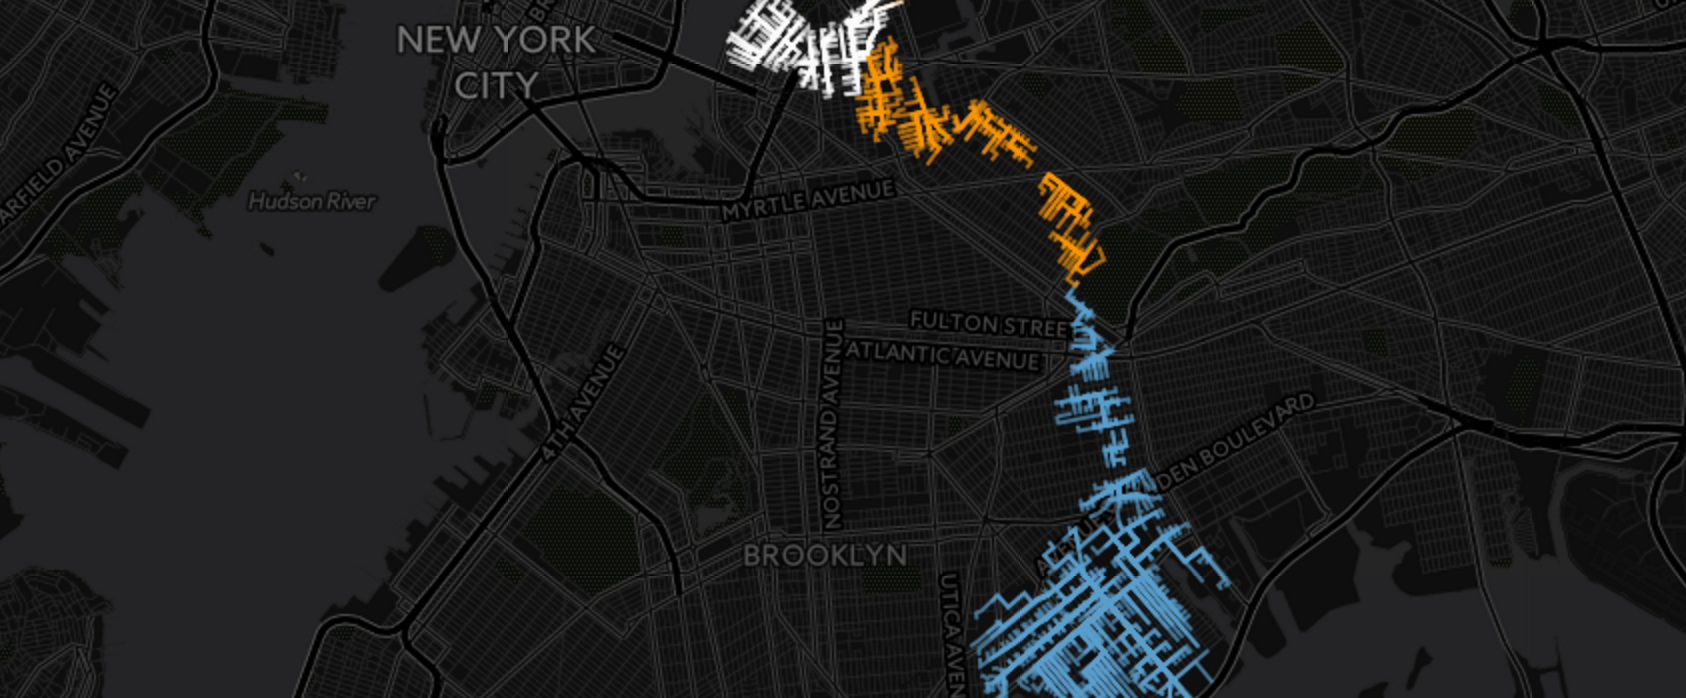 NEW YORK
CITY
ARFIELD AVENUE
Hudson River
MYRTLE AVENUE
FULTON STREE
ATLANTIC AVENUE
NOSTRAND AVENUE
4TH AVENUE
DEN BOULEVARD
BROOKLYN
UTICA AVEN